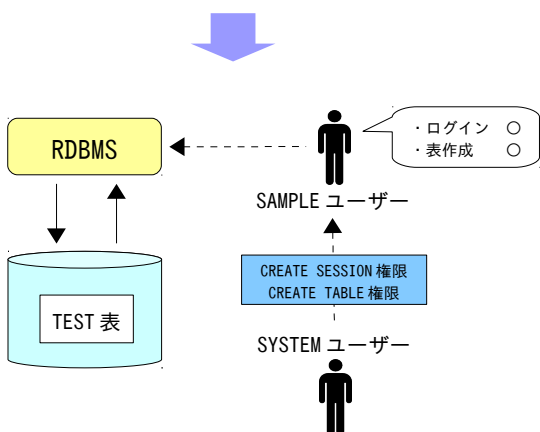 ・ログイン ○
・表作成 ○
RDBMS
SAMPLE ユーザー
CREATE SESSION 権限
CREATE TABLE 権限
TEST 表
SYSTEM ユーザー